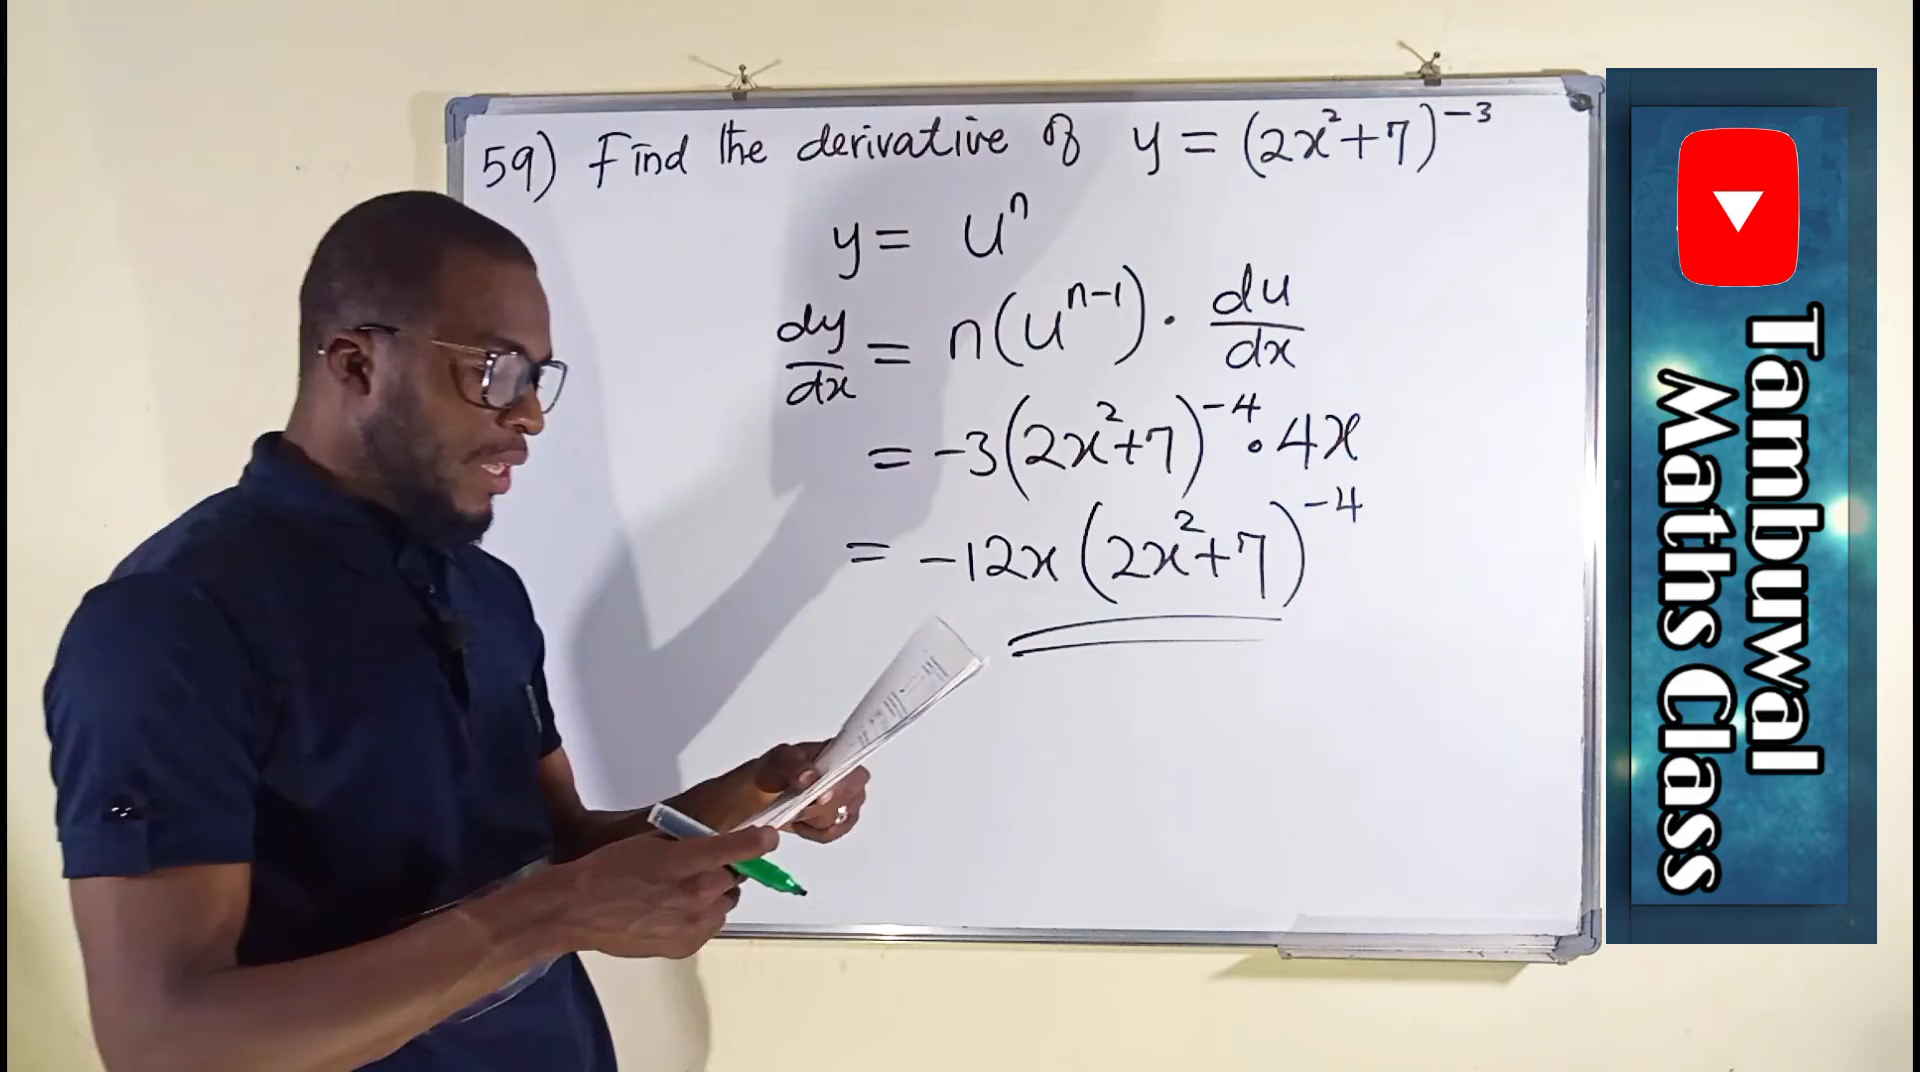 59) Find the derivative of y = (2x²+7)⁻³
y = uⁿ
dy/dx = n(uⁿ⁻¹) · du/dx
= -3(2x²+7)⁻⁴ · 4x
= -12x(2x²+7)⁻⁴
Tambuwal
Maths Class